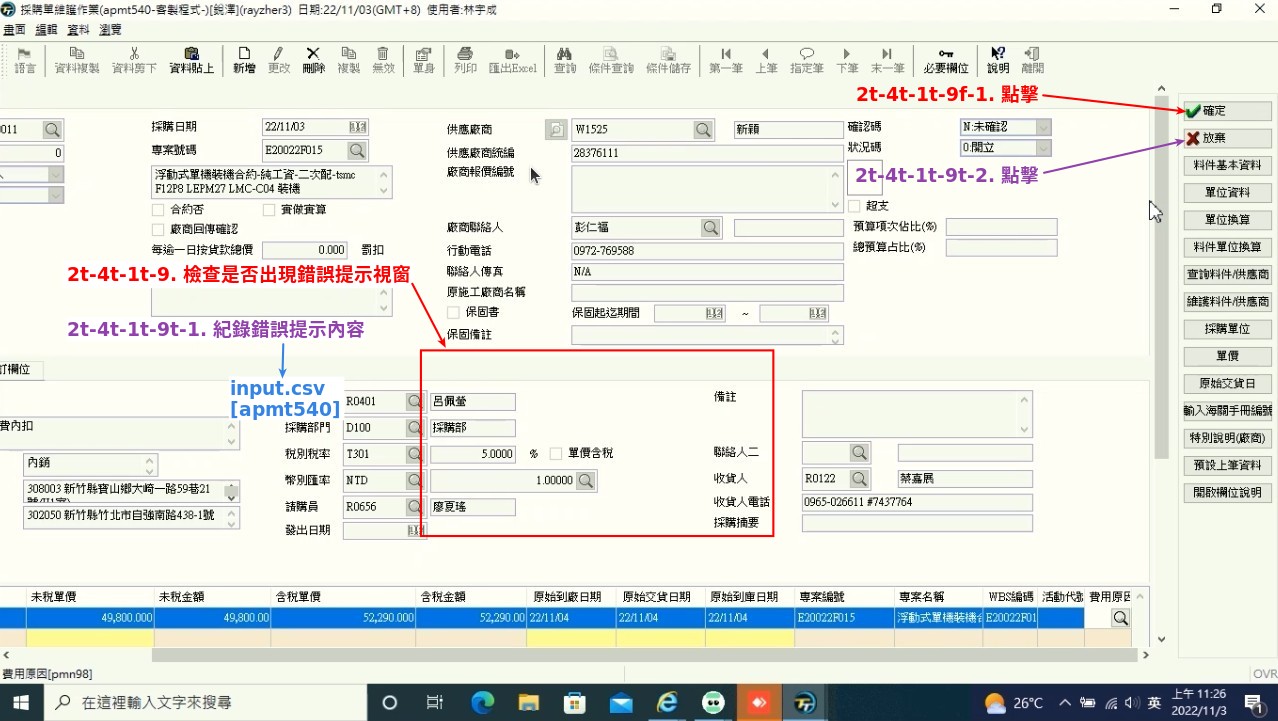 採購單維護作業(apmt540-客製程式-)[銳澤](rayzher3) 日期:22/11/03(GMT+8) 使用者:林宇成
畫面 編輯 資料 瀏覽
語言 資料複製 資料剪下 資料貼上 新增 更改 刪除 複製 無效 單身 列印 匯出Excel 查詢 條件查詢 條件儲存 第一筆 上筆 指定筆 下筆 末一筆 必要欄位 說明 離開
2t-4t-1t-9f-1. 點擊
確定
011 採購日期 22/11/03 供應廠商 W1525 新穎 確認碼 N:未確認
放棄
0 專案號碼 E20022F015 供應廠商統編 28376111 狀況碼 0:開立
浮動式單橋裝機合約-純工資-二次配-tsmc
F12P8 LEPM27 LMC-C04 裝機
廠商報價編號
2t-4t-1t-9t-2. 點擊
料件基本資料
單位資料
合約否 實做實算 超支
單位換算
廠商回傳確認 廠商聯絡人 彭仁福 預算項次佔比(%)
每逾一日按貸款總價 0.000 罰扣 行動電話 0972-769588 總預算占比(%)
料件單位換算
2t-4t-1t-9. 檢查是否出現錯誤提示視窗
聯絡人傳真 N/A
查詢料件/供應商
原施工廠商名稱
維護料件/供應商
保固書 保固起迄期間 ~
2t-4t-1t-9t-1. 紀錄錯誤提示內容
採購單位
保固備註
單價
訂欄位
原始交貨日
input.csv
[apmt540]
R0401 呂佩螢 備註
輸入海關手冊編號
費內扣 採購部門 D100 採購部
特別說明(廠商)
稅別稅率 T301 5.0000 % 單價含稅 聯絡人二
內銷
預設上筆資料
幣別匯率 NTD 1.00000 收貨人 R0122 蔡嘉展
308003 新竹縣寶山鄉大崎一路59巷21
開啟欄位說明
請購員 R0656 廖夏瑤 收貨人電話 0965-026611 #7437764
302050 新竹縣竹北市自強南路438-1號
發出日期 採購摘要
未稅單價 未稅金額 含稅單價 含稅金額 原始到廠日期 原始交貨日期 原始到庫日期 專案編號 專案名稱 WBS編碼 活動代號 費用原因
49,800.000 49,800.00 52,290.000 52,290.00 22/11/04 22/11/04 22/11/04 E20022F015 浮動式單橋裝機合 E20022F01
費用原因[pmn98] OVR
在這裡輸入文字來搜尋 26°C 英 上午 11:26
2022/11/3 1